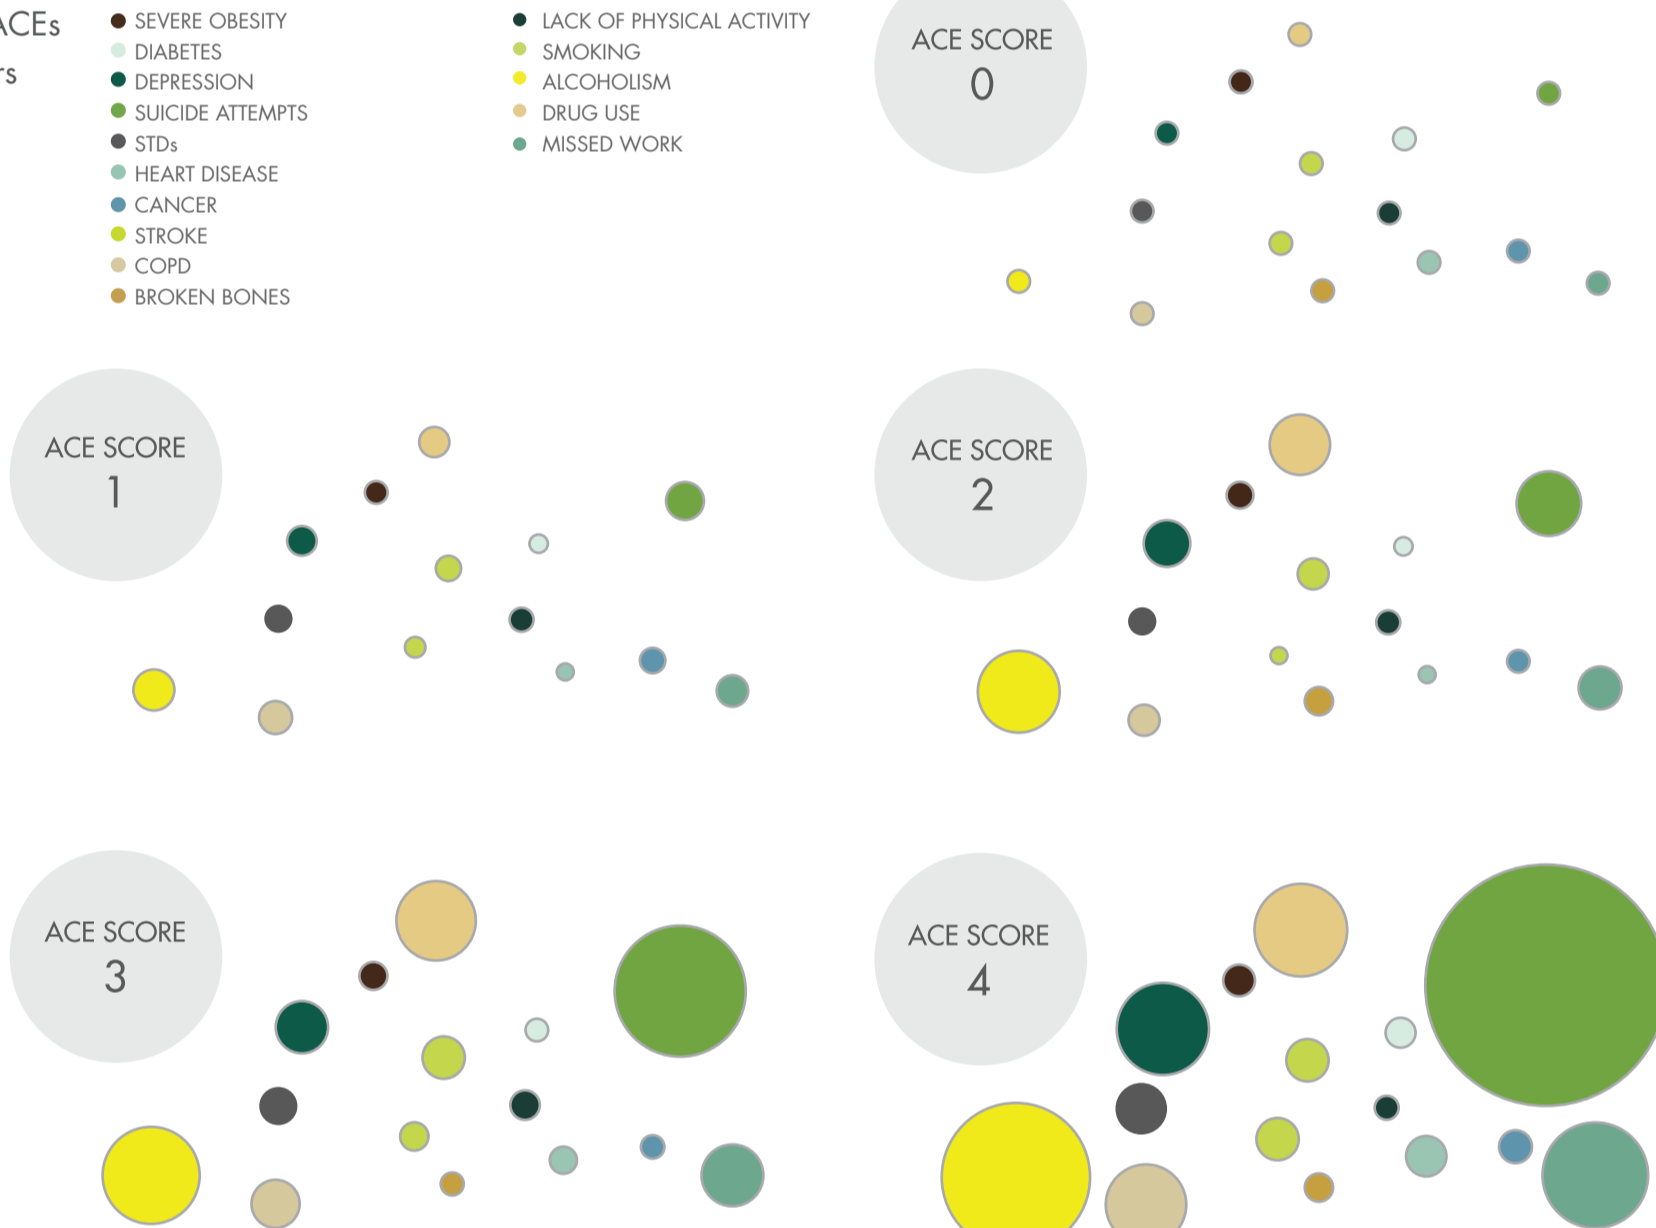 ACEs
rs
SEVERE OBESITY
DIABETES
DEPRESSION
SUICIDE ATTEMPTS
STDs
HEART DISEASE
CANCER
STROKE
COPD
BROKEN BONES
LACK OF PHYSICAL ACTIVITY
SMOKING
ALCOHOLISM
DRUG USE
MISSED WORK
ACE SCORE
0
ACE SCORE
1
ACE SCORE
2
ACE SCORE
3
ACE SCORE
4